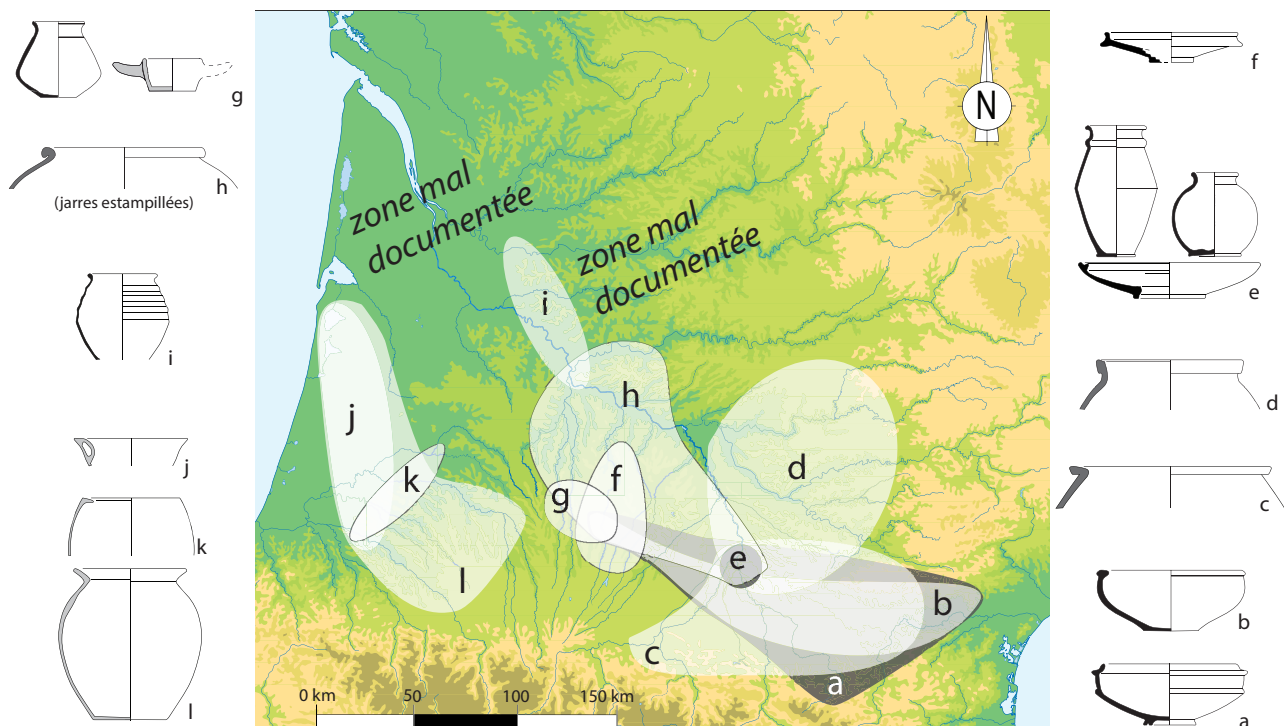 g
h
(jarres estampillées)
i
j
k
l
N
zone mal
documentée
zone mal
documentée
i
h
j
d
k
f
g
e
l
b
c
a
0 km
50
100
150 km
f
e
d
c
b
a